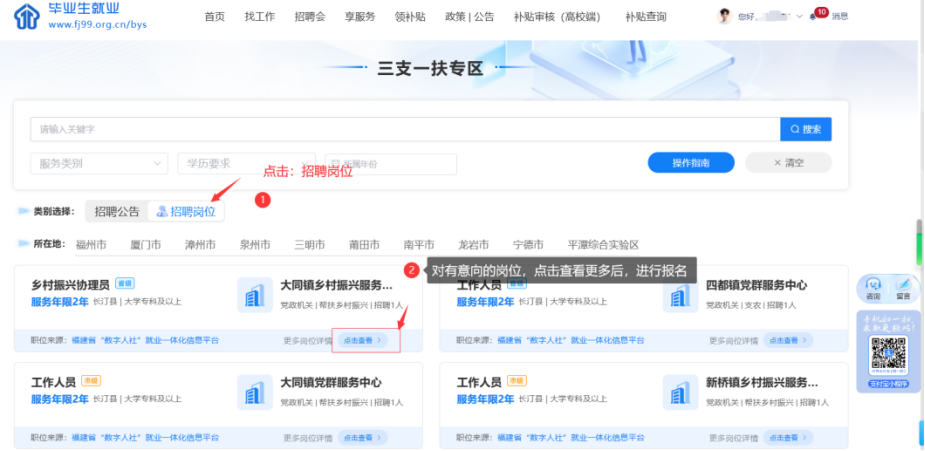 毕业生就业
www.fj99.org.cn/bys
首页 找工作 招聘会 享服务 领补贴 政策|公告 补贴审核（高校端） 补贴查询 您好, 10 消息
三支一扶专区
请输入关键字 搜索
服务类别 学历要求 所属年份 操作指南 × 清空
点击：招聘岗位
1
类别选择： 招聘公告 招聘岗位
所在地： 福州市 厦门市 漳州市 泉州市 三明市 莆田市 南平市 龙岩市 宁德市 平潭综合实验区
2 对有意向的岗位，点击查看更多后，进行报名
乡村振兴协理员 省级 大同镇乡村振兴服务...
服务年限2年 长汀县|大学专科及以上 党政机关|帮扶乡村振兴|招聘1人
职位来源：福建省“数字人社”就业一体化信息平台 更多岗位详情 点击查看 >
工作人员 省级 四都镇党群服务中心
服务年限2年 长汀县|大学专科及以上 党政机关|支农|招聘1人
职位来源：福建省“数字人社”就业一体化信息平台 更多岗位详情 点击查看 >
工作人员 市级 大同镇党群服务中心
服务年限2年 长汀县|大学专科及以上 党政机关|帮扶乡村振兴|招聘1人
职位来源：福建省“数字人社”就业一体化信息平台 更多岗位详情 点击查看 >
工作人员 市级 新桥镇乡村振兴服务...
服务年限2年 长汀县|大学专科及以上 党政机关|帮扶乡村振兴|招聘1人
职位来源：福建省“数字人社”就业一体化信息平台 更多岗位详情 点击查看 >
咨询 留言
手机扫一扫
求职更轻巧!
支付宝小程序